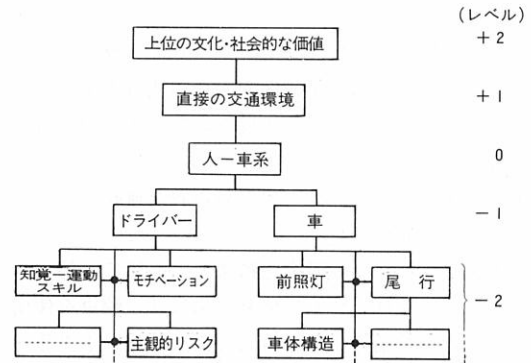 (レベル)
上位の文化・社会的な価値
+2
直接の交通環境
+1
人－車系
0
ドライバー
車
-1
知覚－運動
スキル
モチベーション
前照灯
尾 行
-2
主観的リスク
車体構造